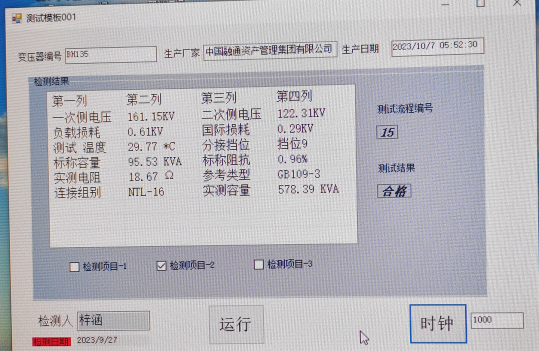 测试模板001
变压器编号 BH135 生产厂家 中国融通资产管理集团有限公司 生产日期 2023/10/7 05:52:30
检测结果
第一列 第二列 第三列 第四列
一次侧电压 161.15KV 二次侧电压 122.31KV
负载损耗 0.61KV 国际损耗 0.29KV
测试 温度 29.77 *C 分接挡位 挡位9
标称容量 95.53 KVA 标称阻抗 0.96%
实测电阻 18.67 Ω 参考类型 GB109-3
连接组别 NTL-16 实测容量 578.39 KVA
测试流程编号
15
测试结果
合格
检测项目-1 检测项目-2 检测项目-3
检测人 梓涵 运行 时钟 1000
检测日期 2023/9/27